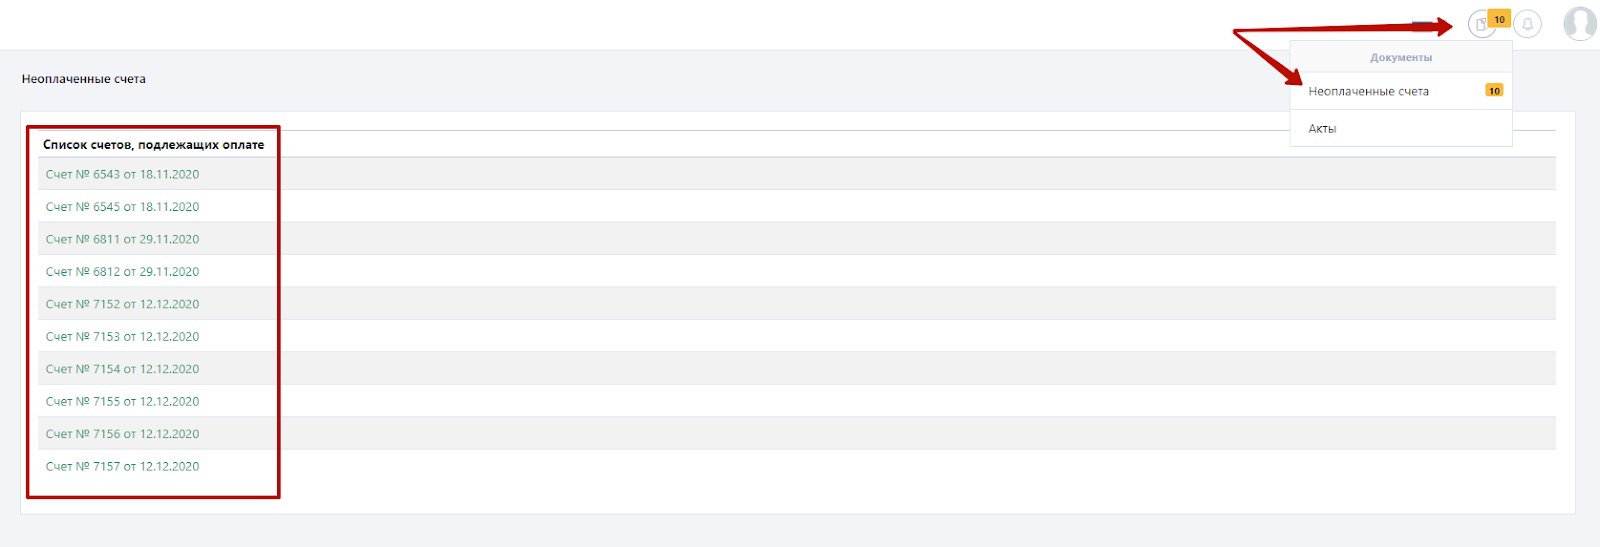 10
Документы
Неоплаченные счета 10
Акты
Неоплаченные счета
Список счетов, подлежащих оплате
Счет № 6543 от 18.11.2020
Счет № 6545 от 18.11.2020
Счет № 6811 от 29.11.2020
Счет № 6812 от 29.11.2020
Счет № 7152 от 12.12.2020
Счет № 7153 от 12.12.2020
Счет № 7154 от 12.12.2020
Счет № 7155 от 12.12.2020
Счет № 7156 от 12.12.2020
Счет № 7157 от 12.12.2020